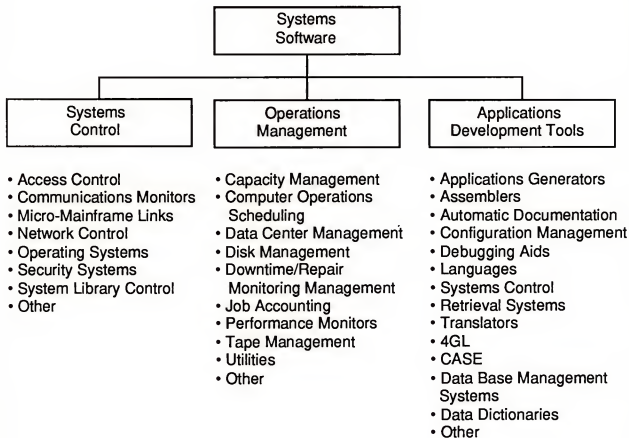 Systems
Software
Systems
Control
• Access Control
• Communications Monitors
• Micro-Mainframe Links
• Network Control
• Operating Systems
• Security Systems
• System Library Control
• Other
Operations
Management
• Capacity Management
• Computer Operations
Scheduling
• Data Center Management
• Disk Management
• Downtime/Repair
Monitoring Management
• Job Accounting
• Performance Monitors
• Tape Management
• Utilities
• Other
Applications
Development Tools
• Applications Generators
• Assemblers
• Automatic Documentation
• Configuration Management
• Debugging Aids
• Languages
• Systems Control
• Retrieval Systems
• Translators
• 4GL
• CASE
• Data Base Management
Systems
• Data Dictionaries
• Other